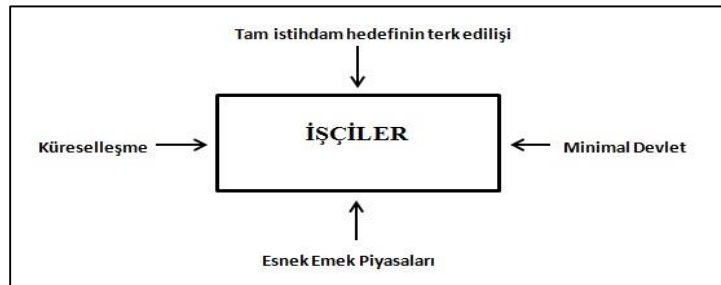 Tam istihdam hedefinin terk edilişi
İŞÇİLER
Küreselleşme
Minimal Devlet
Esnek Emek Piyasaları